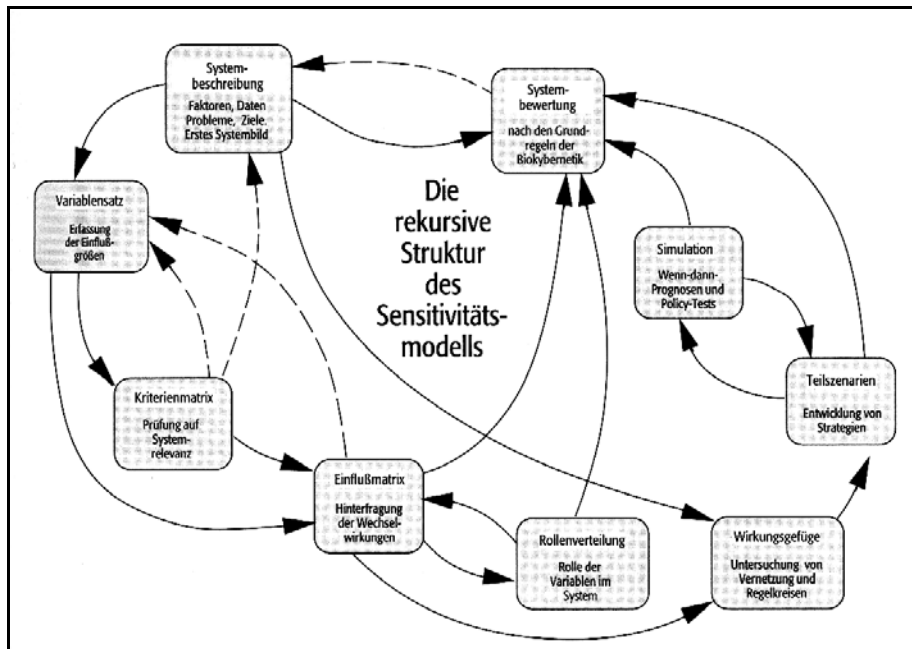 System-
beschreibung
Faktoren, Daten
Probleme, Ziele.
Erstes Systembild
System-
bewertung
nach den Grund-
regeln der
Biokybernetik
Die
rekursive
Struktur
des
Sensitivitäts-
modells
Variablensatz
Erfassung
der Einfluß-
größen
Simulation
Wenn-dann-
Prognosen und
Policy-Tests
Kriterienmatrix
Prüfung auf
System-
relevanz
Teilszenarien
Entwicklung von
Strategien
Einflußmatrix
Hinterfragung
der Wechsel-
wirkungen
Rollenverteilung
Rolle der
Variablen im
System
Wirkungsgefüge
Untersuchung von
Vernetzung und
Regelkreisen